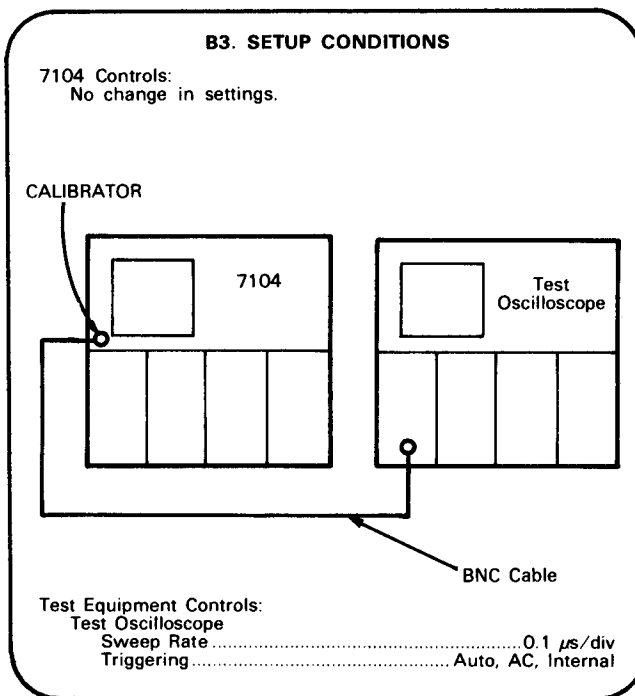 B3. SETUP CONDITIONS
7104 Controls:
No change in settings.
CALIBRATOR
7104
Test
Oscilloscope
BNC Cable
Test Equipment Controls:
Test Oscilloscope
Sweep Rate ........................................ 0.1 µs/div
Triggering ................................ Auto, AC, Internal